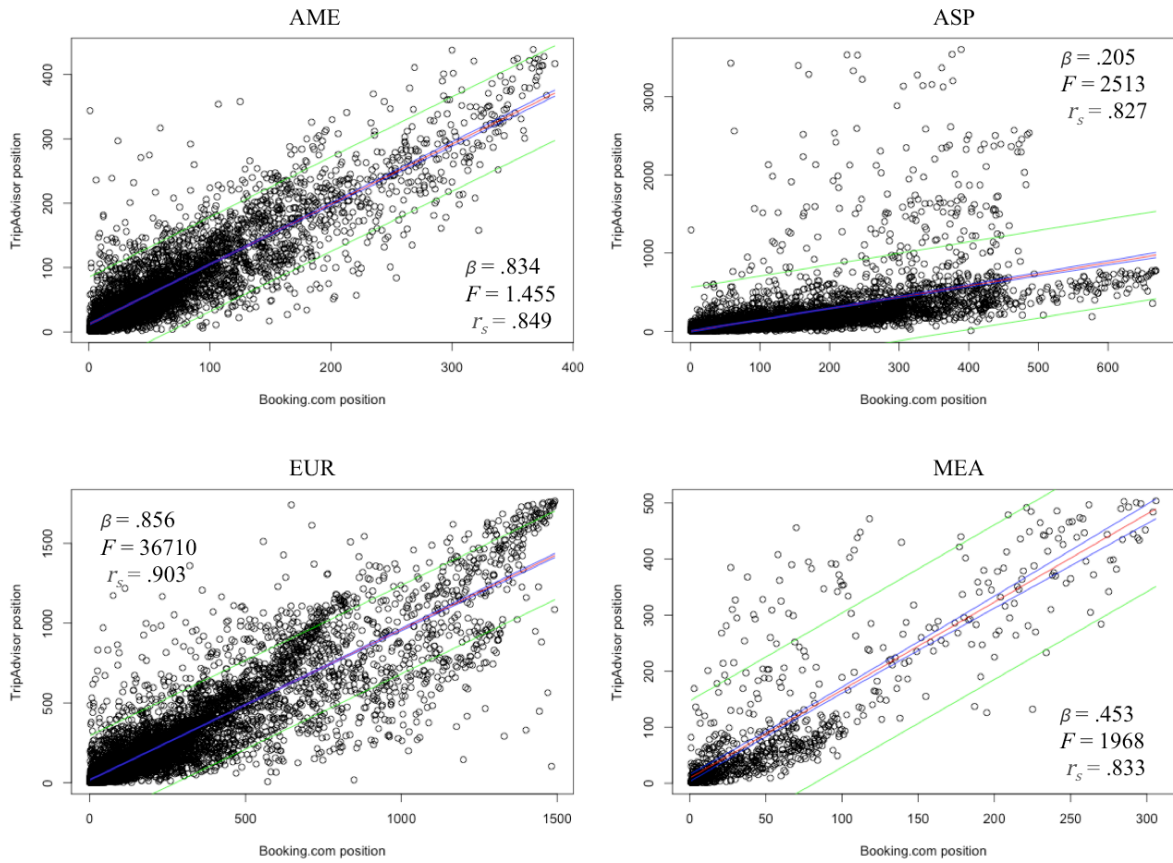 AME
400
300
200
100
0
TripAdvisor position
β = .834
F = 1.455
rs = .849
0 100 200 300 400
Booking.com position
ASP
3000
2000
1000
0
TripAdvisor position
β = .205
F = 2513
rs = .827
0 100 200 300 400 500 600
Booking.com position
EUR
1500
1000
500
0
TripAdvisor position
β = .856
F = 36710
rs = .903
0 500 1000 1500
Booking.com position
MEA
500
400
300
200
100
0
TripAdvisor position
β = .453
F = 1968
rs = .833
0 50 100 150 200 250 300
Booking.com position